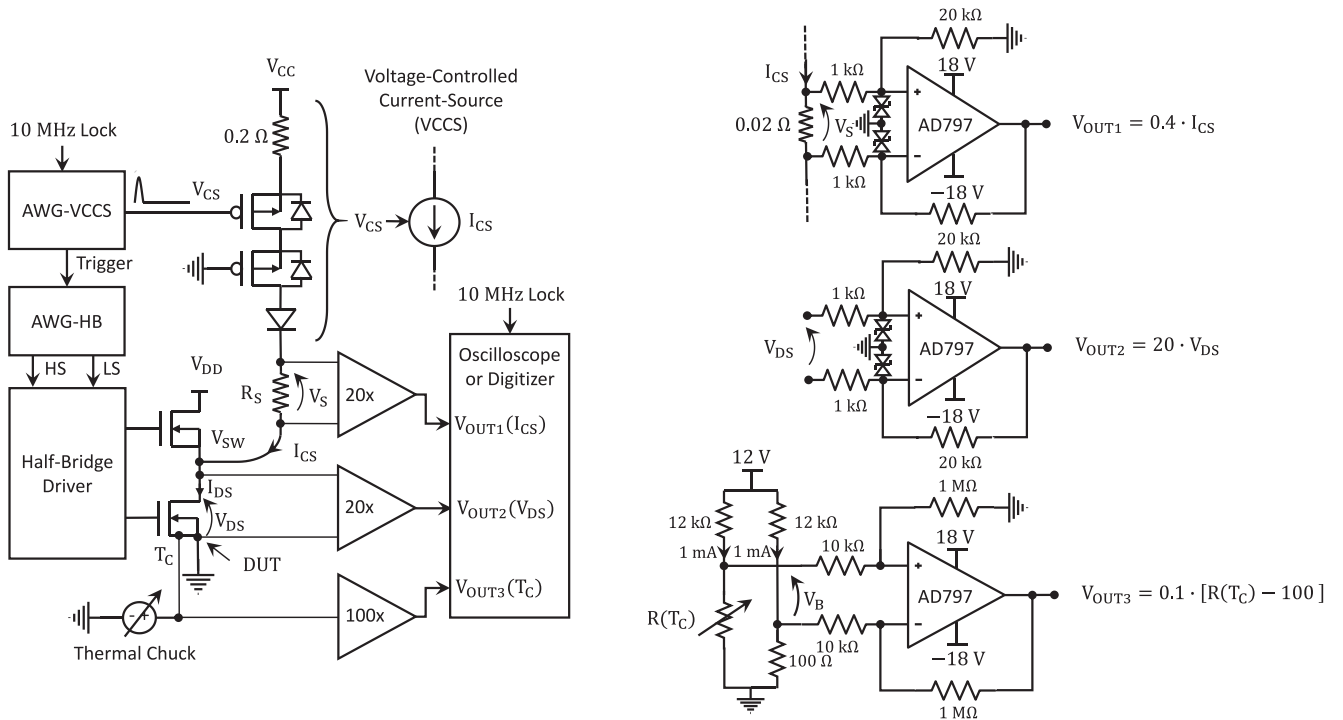 V_CC
Voltage-Controlled
Current-Source
(VCCS)
10 MHz Lock
0.2 Ω
AWG-VCCS
V_CS
V_CS
I_CS
Trigger
AWG-HB
10 MHz Lock
HS
LS
V_DD
Oscilloscope
or Digitizer
R_S
V_S
20x
V_OUT1(I_CS)
Half-Bridge
Driver
V_SW
I_CS
I_DS
V_DS
20x
V_OUT2(V_DS)
T_C
DUT
100x
V_OUT3(T_C)
- +
Thermal Chuck
20 kΩ
I_CS
1 kΩ
18 V
0.02 Ω
V_S
+
AD797
-
V_OUT1 = 0.4 · I_CS
1 kΩ
−18 V
20 kΩ
20 kΩ
1 kΩ
18 V
V_DS
+
AD797
-
V_OUT2 = 20 · V_DS
1 kΩ
−18 V
20 kΩ
12 V
1 MΩ
12 kΩ
12 kΩ
1 mA
1 mA
10 kΩ
18 V
V_B
+
AD797
-
V_OUT3 = 0.1 · [R(T_C) − 100 ]
R(T_C)
10 kΩ
100 Ω
−18 V
1 MΩ